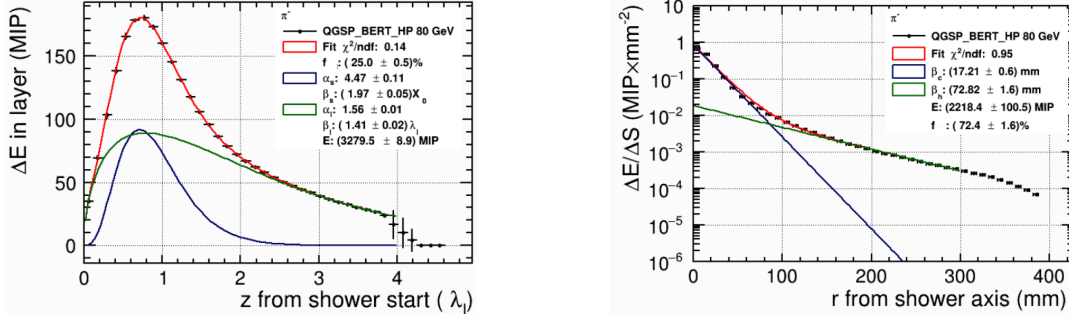 π-
QGSP_BERT_HP 80 GeV
Fit χ²/ndf: 0.14
f : ( 25.0 ± 0.5)%
αs: 4.47 ± 0.11
βs: ( 1.97 ± 0.05)X0
αl: 1.56 ± 0.01
βl: ( 1.41 ± 0.02) λI
E: (3279.5 ± 8.9) MIP
ΔE in layer (MIP)
150
100
50
0
0 1 2 3 4
z from shower start ( λI)
π-
QGSP_BERT_HP 80 GeV
Fit χ²/ndf: 0.95
βc: (17.21 ± 0.6) mm
βh: (72.82 ± 1.6) mm
E: (2218.4 ± 100.5) MIP
f : ( 72.4 ± 1.6)%
ΔE/ΔS (MIP×mm-2)
1
10-1
10-2
10-3
10-4
10-5
10-6
0 100 200 300 400
r from shower axis (mm)